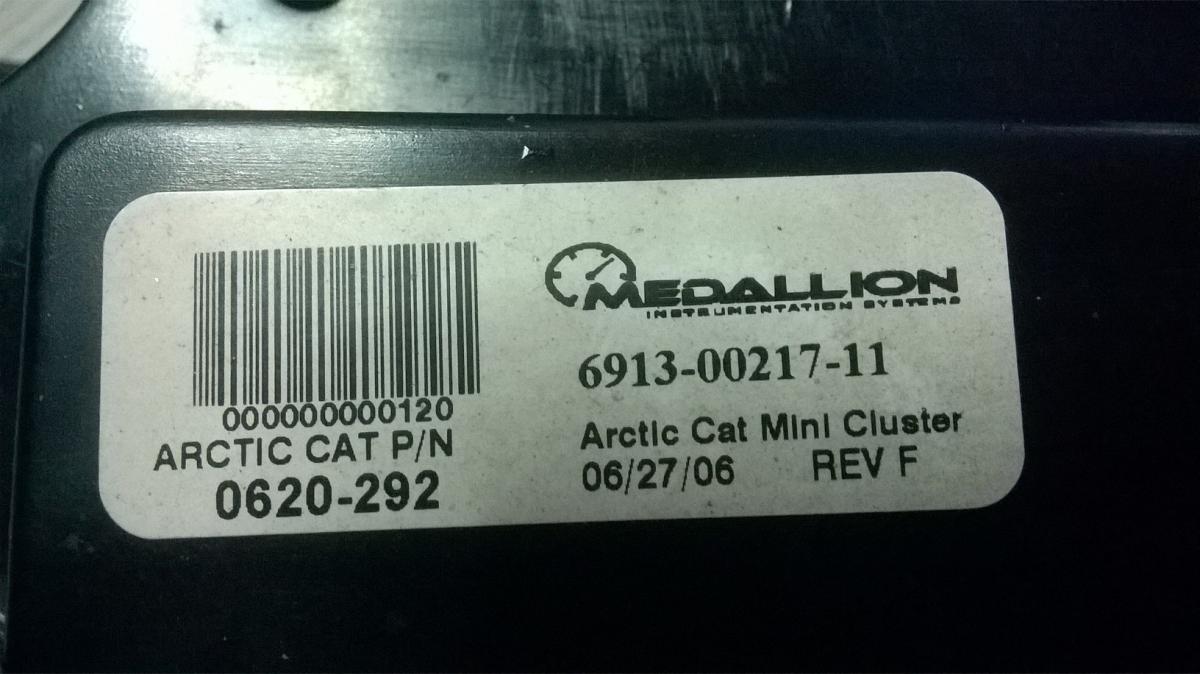 000000000120
ARCTIC CAT P/N
0620-292
MEDALLION
INSTRUMENTATION SYSTEMS
6913-00217-11
Arctic Cat Mini Cluster
06/27/06 REV F